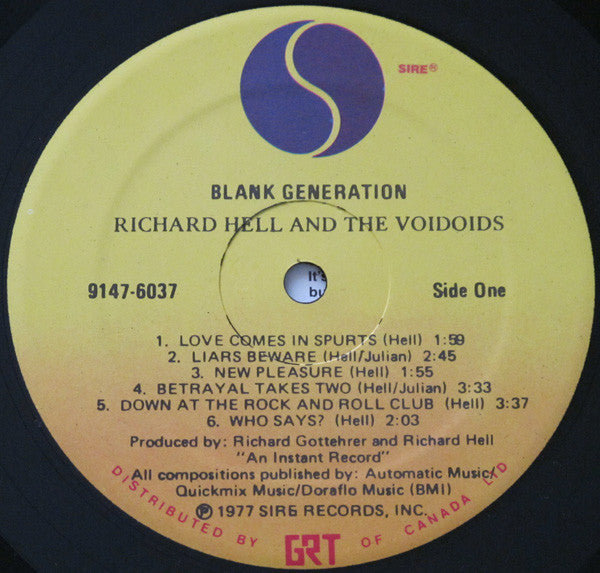 SIRE®
BLANK GENERATION
RICHARD HELL AND THE VOIDOIDS
It's
bu
9147-6037
Side One
1. LOVE COMES IN SPURTS (Hell) 1:59
2. LIARS BEWARE (Hell/Julian) 2:45
3. NEW PLEASURE (Hell) 1:55
4. BETRAYAL TAKES TWO (Hell/Julian) 3:33
5. DOWN AT THE ROCK AND ROLL CLUB (Hell) 3:37
6. WHO SAYS? (Hell) 2:03
Produced by: Richard Gottehrer and Richard Hell
"An Instant Record"
All compositions published by: Automatic Music/
Quickmix Music/Doraflo Music (BMI)
℗ 1977 SIRE RECORDS, INC.
DISTRIBUTED BY GRT OF CANADA LTD